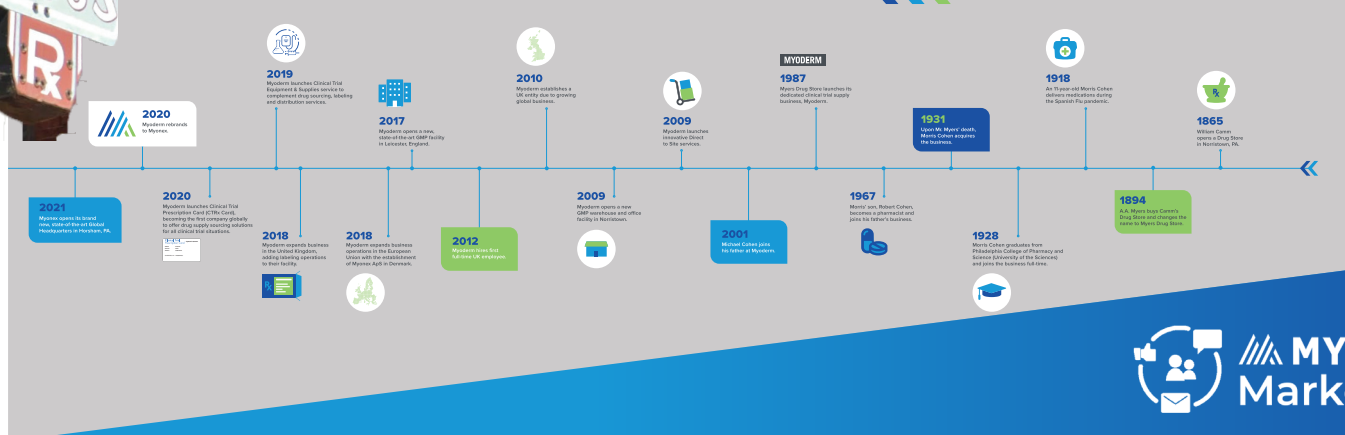 Rx
2019
Myoderm launches Clinical Trial
Equipment & Supplies service to
complement drug sourcing, labeling
and distribution services.
2010
Myoderm establishes a
UK entity due to growing
global business.
MYODERM
1987
Myers Drug Store launches its
dedicated clinical trial supply
business, Myoderm.
1918
An 11-year-old Morris Cohen
delivers medications during
the Spanish Flu pandemic.
2020
Myoderm rebrands
to Myonex.
2017
Myoderm opens a new,
state-of-the-art GMP facility
in Leicester, England.
2009
Myoderm launches
innovative Direct
to Site services.
1931
Upon Mr. Myers' death,
Morris Cohen acquires
the business.
Rx
1865
William Camm
opens a Drug Store
in Norristown, PA.
2021
Myonex opens its brand
new, state-of-the-art Global
Headquarters in Horsham, PA.
2020
Myoderm launches Clinical Trial
Prescription Card (CTRx Card),
becoming the first company globally
to offer drug supply sourcing solutions
to all clinical trial situations.
2018
Myoderm expands business
in the United Kingdom,
adding labeling operations
to their facility.
Rx
2018
Myoderm expands business
operations in the European
Union with the establishment
of Myonex ApS in Denmark.
2012
Myoderm hires first
full-time UK employee.
2009
Myoderm opens a new
GMP warehouse and office
facility in Norristown.
2001
Michael Cohen joins
his father at Myoderm.
1967
Morris' son, Robert Cohen,
becomes a pharmacist and
joins his father's business.
1928
Morris Cohen graduates from
Philadelphia College of Pharmacy and
Science (University of the Sciences)
and joins the business full-time.
1894
A.A. Myers buys Camm's
Drug Store and changes the
name to Myers Drug Store.
MY
Mark